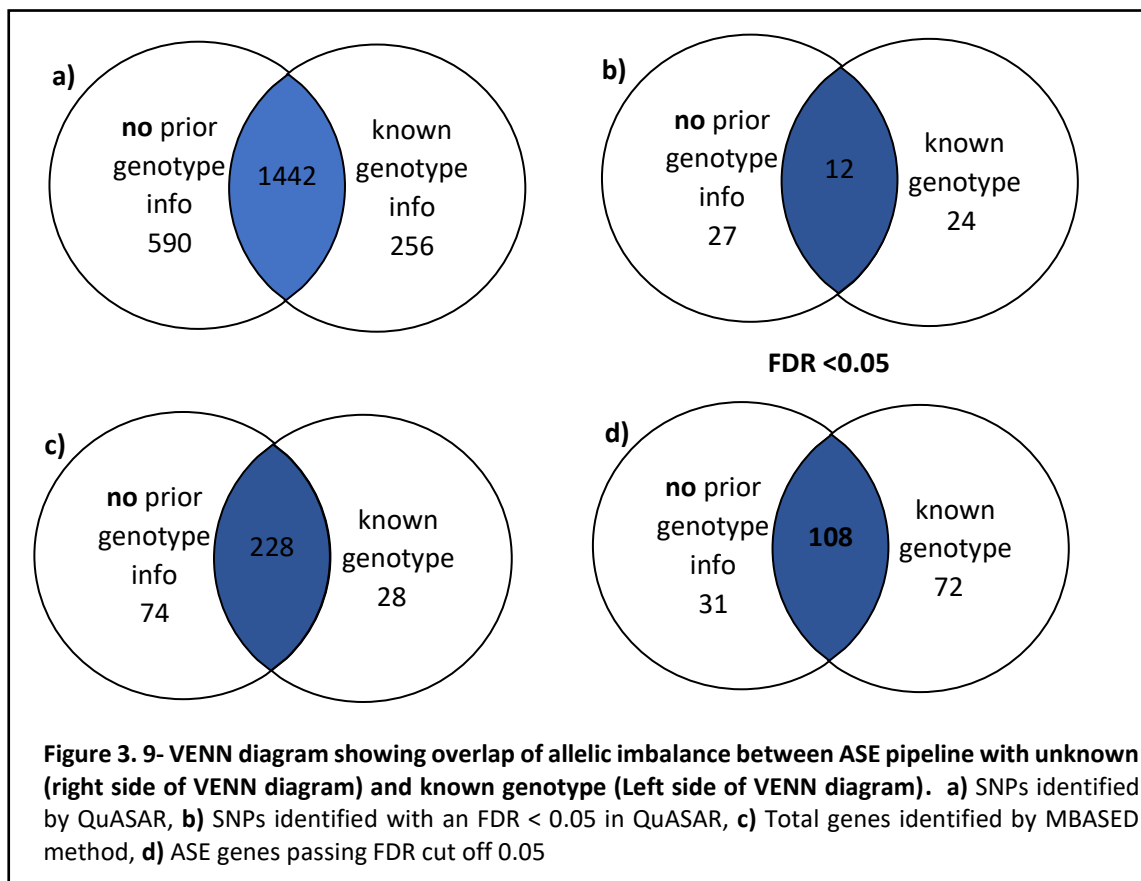 a)
no prior
genotype
info
590
1442
known
genotype
info
256
b)
no prior
genotype
info
27
12
known
genotype
24
FDR <0.05
c)
no prior
genotype
info
74
228
known
genotype
28
d)
no prior
genotype
info
31
108
known
genotype
72
Figure 3. 9- VENN diagram showing overlap of allelic imbalance between ASE pipeline with unknown
(right side of VENN diagram) and known genotype (Left side of VENN diagram). a) SNPs identified
by QuASAR, b) SNPs identified with an FDR < 0.05 in QuASAR, c) Total genes identified by MBASED
method, d) ASE genes passing FDR cut off 0.05